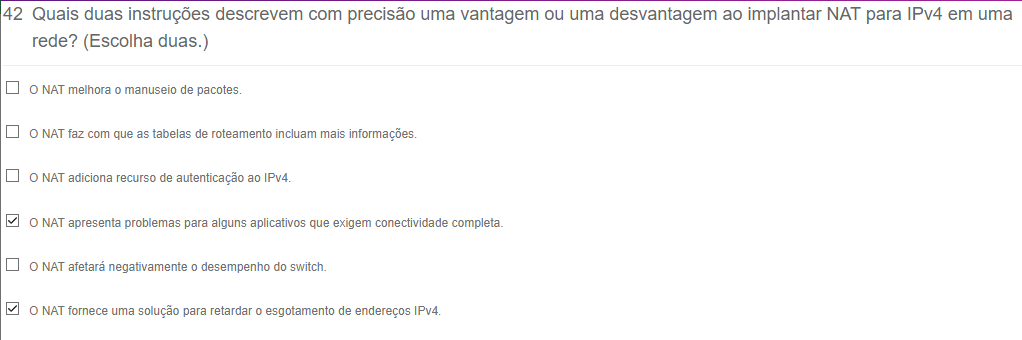 42 Quais duas instruções descrevem com precisão uma vantagem ou uma desvantagem ao implantar NAT para IPv4 em uma
rede? (Escolha duas.)
O NAT melhora o manuseio de pacotes.
O NAT faz com que as tabelas de roteamento incluam mais informações.
O NAT adiciona recurso de autenticação ao IPv4.
O NAT apresenta problemas para alguns aplicativos que exigem conectividade completa.
O NAT afetará negativamente o desempenho do switch.
O NAT fornece uma solução para retardar o esgotamento de endereços IPv4.